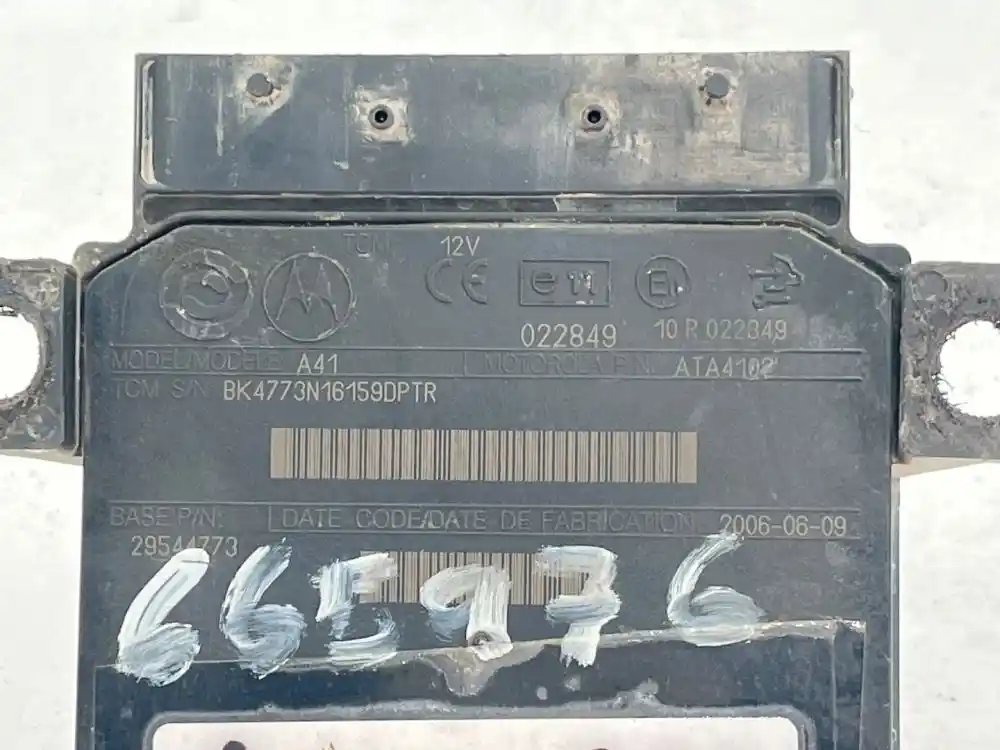 TCM 12V
CE e11 E
022849 10 R 022849
MODEL/MODELE A41 MOTOROLA P/N: ATA4102
TCM S/N: BK4773N16159DPTR
BASE P/N: DATE CODE/DATE DE FABRICATION: 2006-06-09
29544773
665976